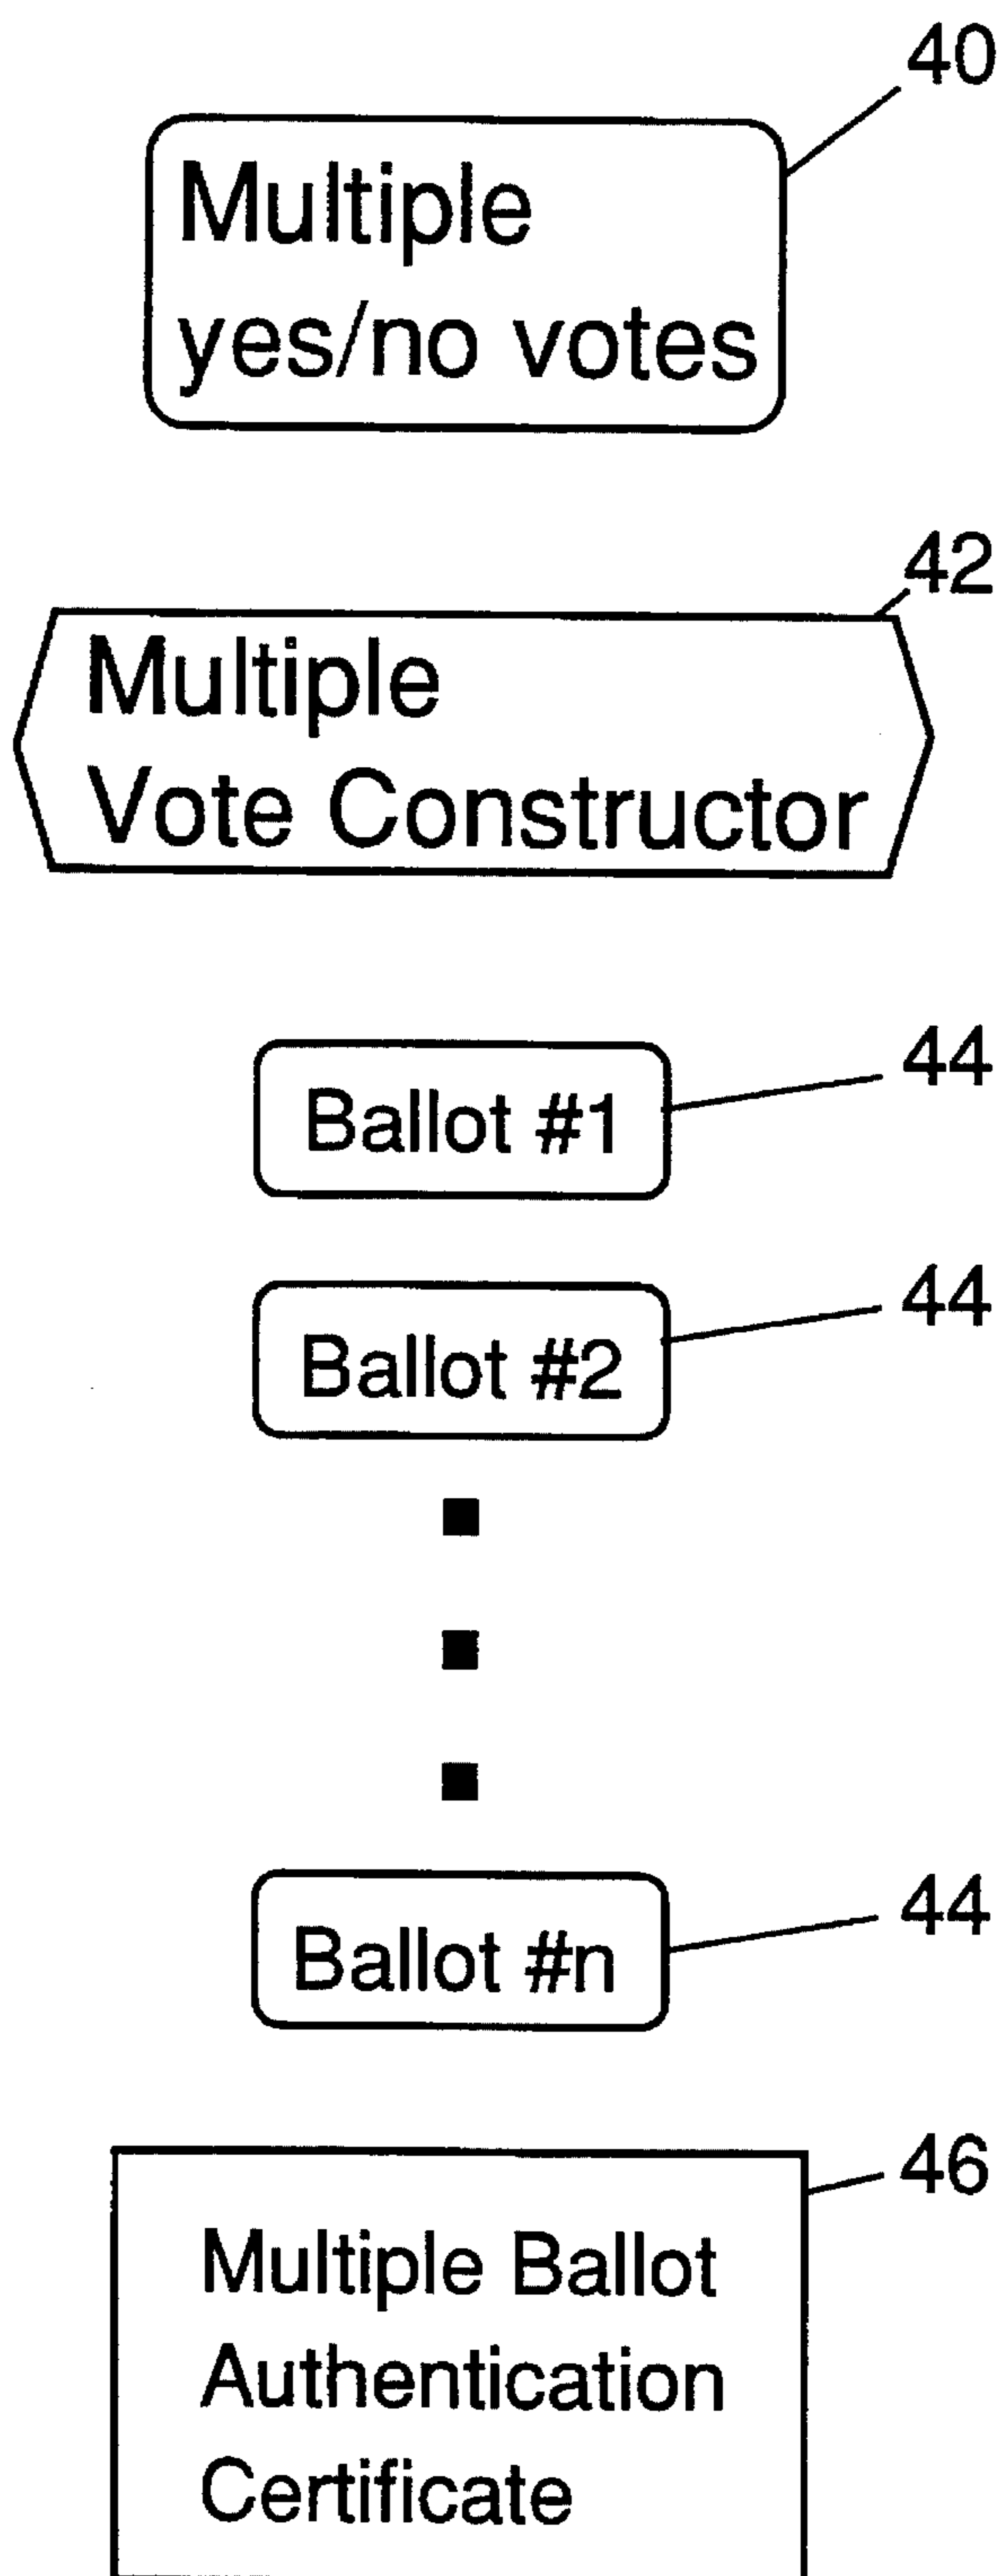 40
Multiple
yes/no votes
42
Multiple
Vote Constructor
44
Ballot #1
44
Ballot #2
44
Ballot #n
46
Multiple Ballot
Authentication
Certificate